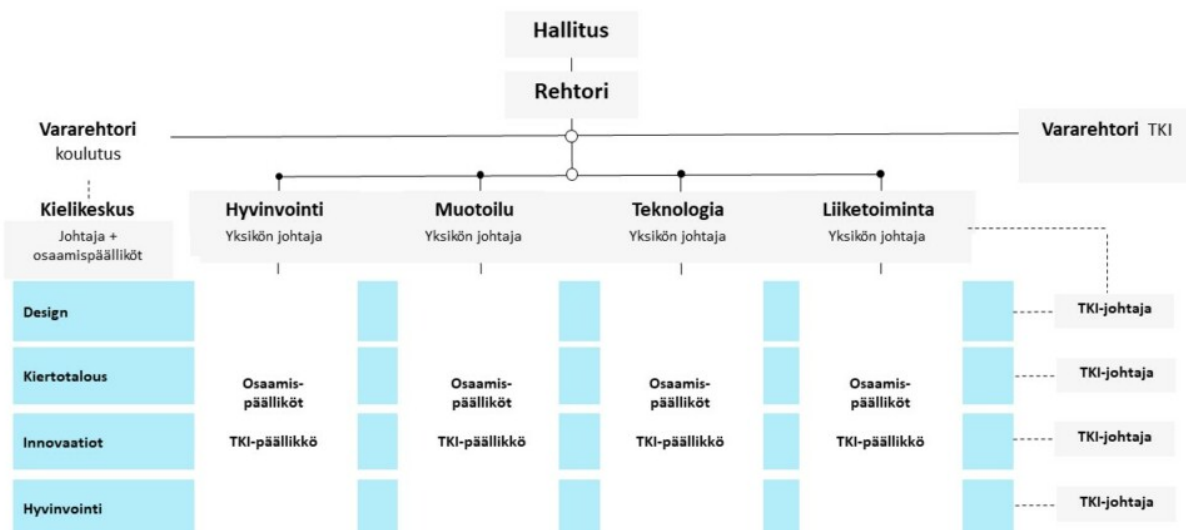 Hallitus
Rehtori
Vararehtori
koulutus
Vararehtori TKI
Kielikeskus
Johtaja +
osaamispäälliköt
Hyvinvointi
Yksikön johtaja
Muotoilu
Yksikön johtaja
Teknologia
Yksikön johtaja
Liiketoiminta
Yksikön johtaja
Design
TKI-johtaja
Kiertotalous
Osaamis-
päälliköt
Osaamis-
päälliköt
Osaamis-
päälliköt
Osaamis-
päälliköt
TKI-johtaja
Innovaatiot
TKI-päällikkö
TKI-päällikkö
TKI-päällikkö
TKI-päällikkö
TKI-johtaja
Hyvinvointi
TKI-johtaja